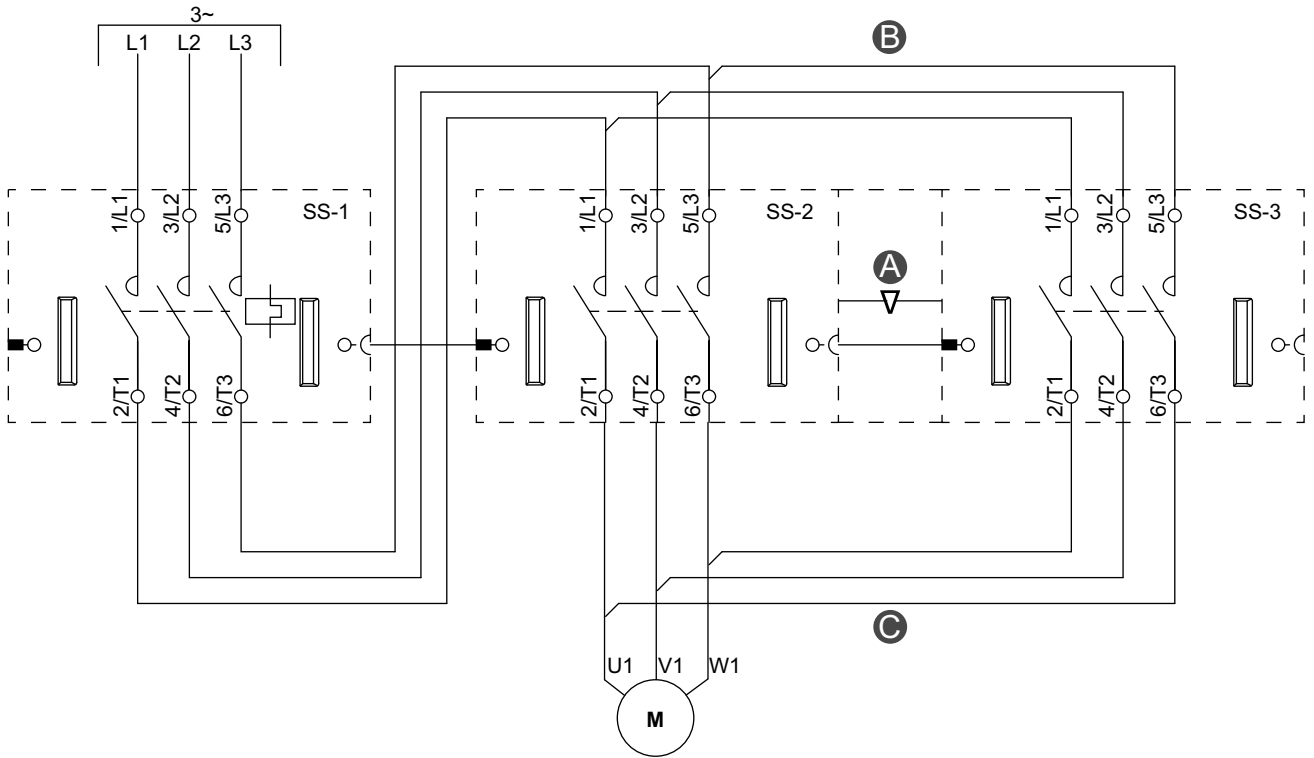 3~
L1 L2 L3
B
1/L1 3/L2 5/L3 SS-1
1/L1 3/L2 5/L3 SS-2
1/L1 3/L2 5/L3 SS-3
A
2/T1 4/T2 6/T3
2/T1 4/T2 6/T3
2/T1 4/T2 6/T3
C
U1 V1 W1
M